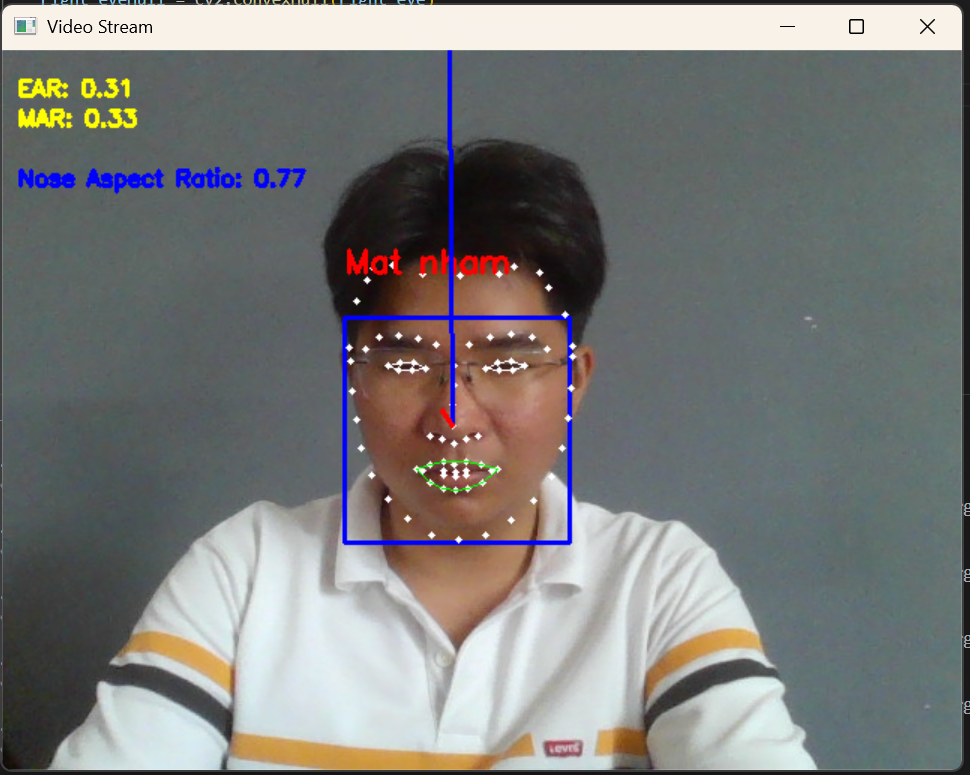 Video Stream
EAR: 0.31
MAR: 0.33
Nose Aspect Ratio: 0.77
Mat nham
Levi's